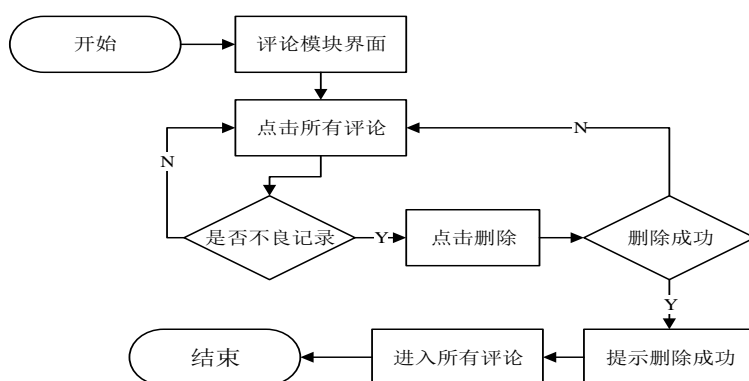 开始
评论模块界面
点击所有评论
N
N
是否不良记录
Y
点击删除
删除成功
Y
结束
进入所有评论
提示删除成功